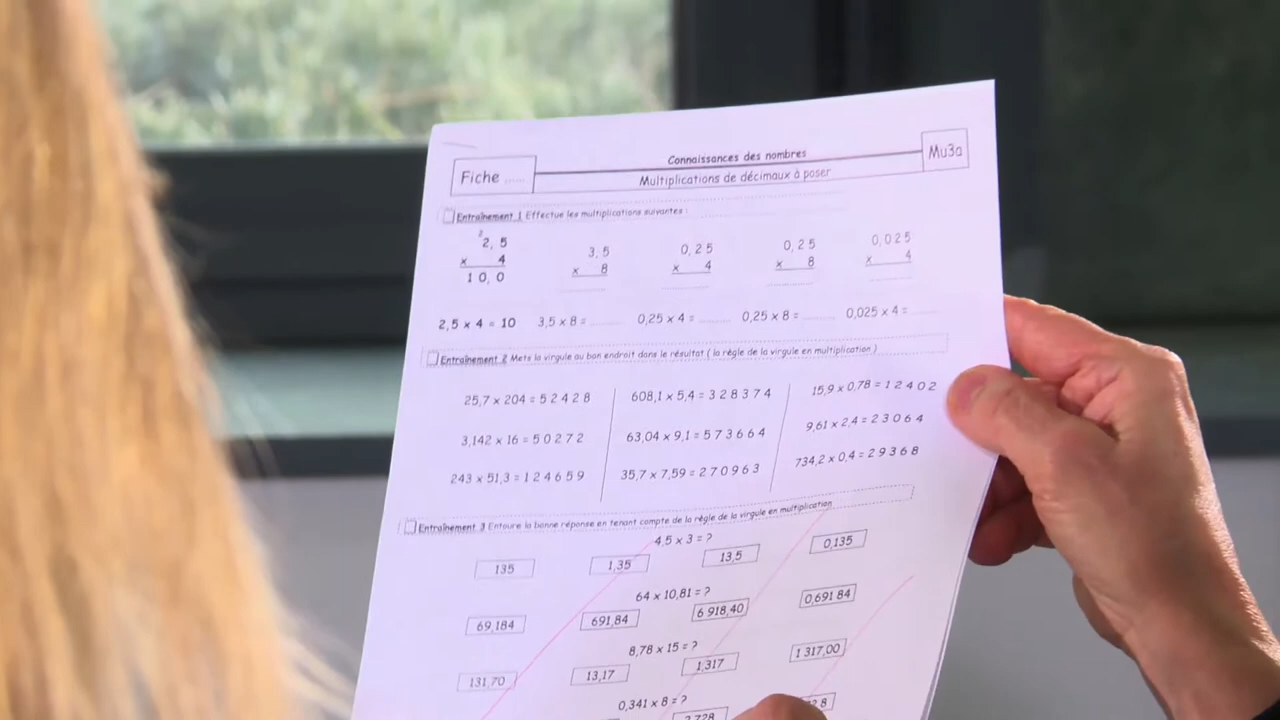 Connaissances des nombres
Fiche ......
Multiplications de décimaux à poser
Mu3a
Entraînement 1 Effectue les multiplications suivantes :
2
2,5 3,5 0,25 0,25 0,025
x 4 x 8 x 4 x 8 x 4
10,0
2,5 x 4 = 10 3,5 x 8 = ........ 0,25 x 4 = ........ 0,25 x 8 = ........ 0,025 x 4 = ........
Entraînement 2 Mets la virgule au bon endroit dans le résultat ( la règle de la virgule en multiplication )
25,7 x 204 = 5 2 4 2 8 608,1 x 5,4 = 3 2 8 3 7 4 15,9 x 0,78 = 1 2 4 0 2
3,142 x 16 = 5 0 2 7 2 63,04 x 9,1 = 5 7 3 6 6 4 9,61 x 2,4 = 2 3 0 6 4
243 x 51,3 = 1 2 4 6 5 9 35,7 x 7,59 = 2 7 0 9 6 3 734,2 x 0,4 = 2 9 3 6 8
Entraînement 3 Entoure la bonne réponse en tenant compte de la règle de la virgule en multiplication
4,5 x 3 = ?
135 1,35 13,5 0,135
64 x 10,81 = ?
69,184 691,84 6 918,40 0,691 84
8,78 x 15 = ?
131,70 13,17 1,317 1 317,00
0,341 x 8 = ?
2,728